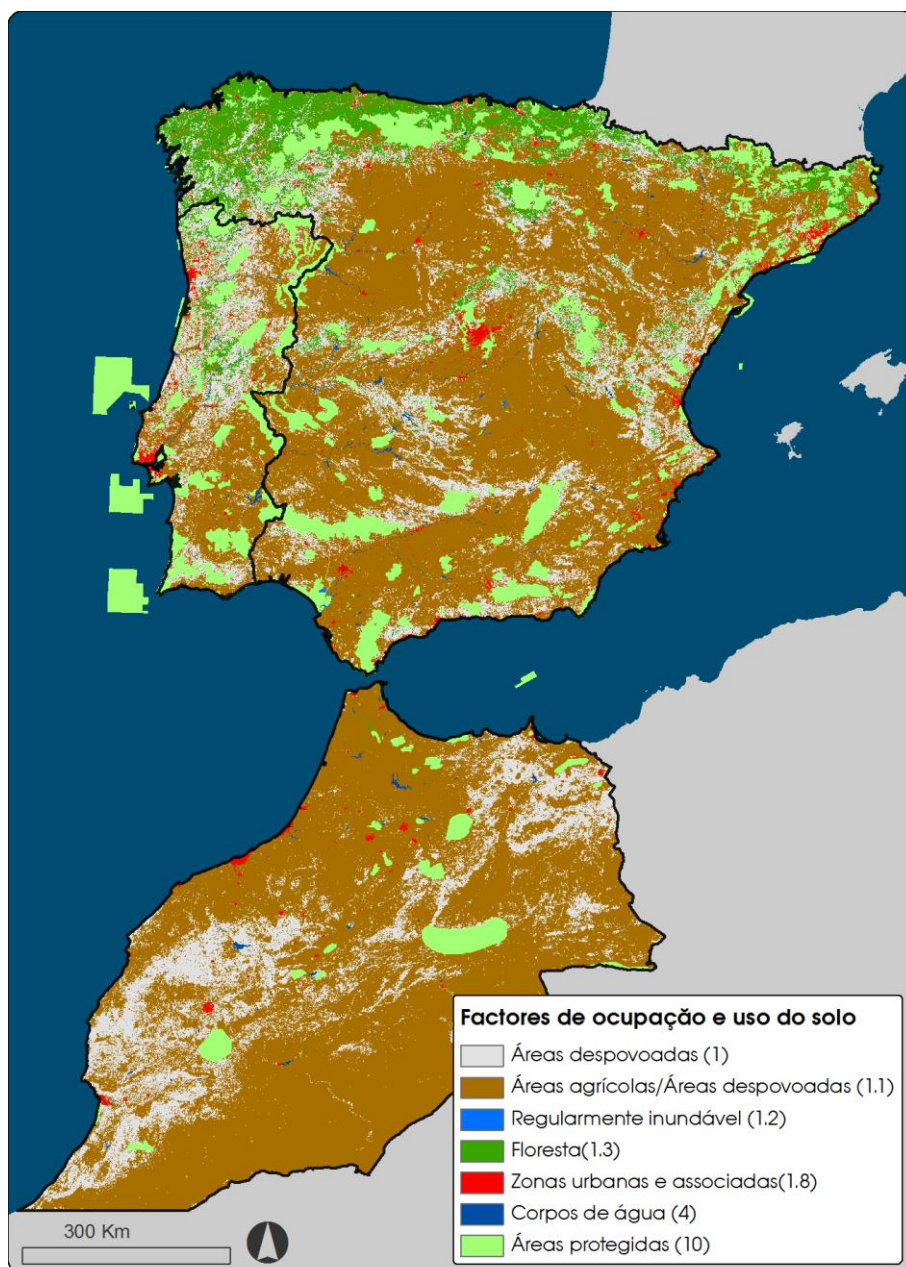 Factores de ocupação e uso do solo
Áreas despovoadas (1)
Áreas agrícolas/Áreas despovoadas (1.1)
Regularmente inundável (1.2)
Floresta(1.3)
Zonas urbanas e associadas(1.8)
Corpos de água (4)
Áreas protegidas (10)
300 Km